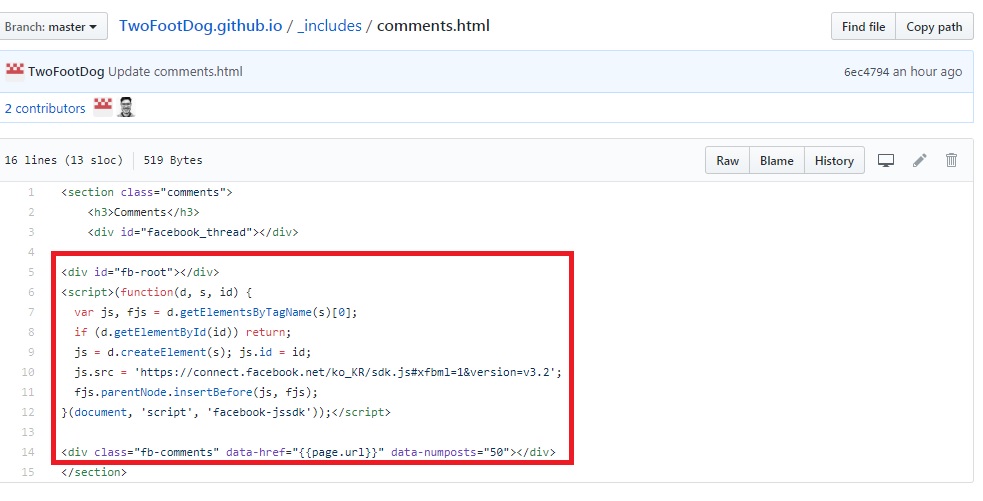 Branch: master TwoFootDog.github.io / _includes / comments.html Find file Copy path
TwoFootDog Update comments.html 6ec4794 an hour ago
2 contributors
16 lines (13 sloc) 519 Bytes Raw Blame History
1 <section class="comments">
2 <h3>Comments</h3>
3 <div id="facebook_thread"></div>
4
5 <div id="fb-root"></div>
6 <script>(function(d, s, id) {
7 var js, fjs = d.getElementsByTagName(s)[0];
8 if (d.getElementById(id)) return;
9 js = d.createElement(s); js.id = id;
10 js.src = 'https://connect.facebook.net/ko_KR/sdk.js#xfbml=1&version=v3.2';
11 fjs.parentNode.insertBefore(js, fjs);
12 }(document, 'script', 'facebook-jssdk'));</script>
13
14 <div class="fb-comments" data-href="{{page.url}}" data-numposts="50"></div>
15 </section>